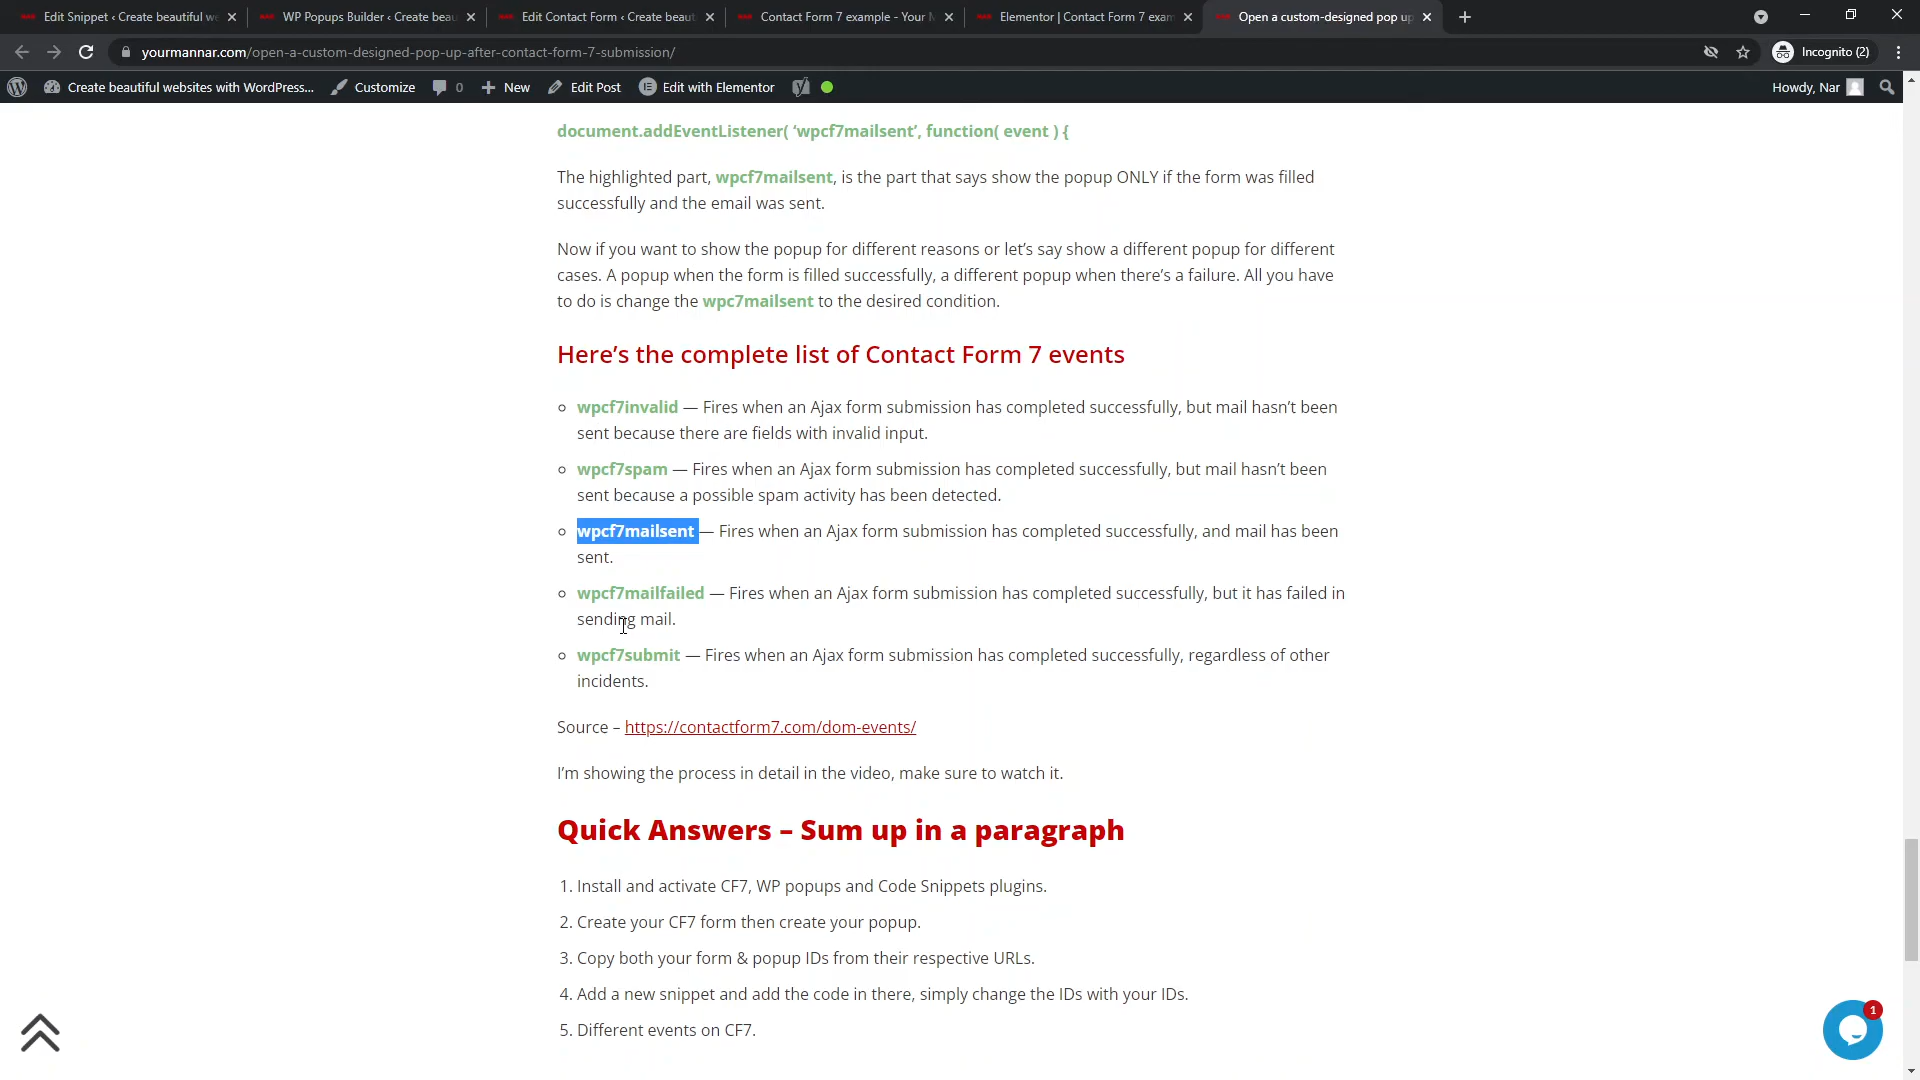 Edit Snippet ‹ Create beautiful we
WP Popups Builder ‹ Create beau
Edit Contact Form ‹ Create beaut
Contact Form 7 example - Your M
Elementor | Contact Form 7 exam
Open a custom-designed pop up
yourmannar.com/open-a-custom-designed-pop-up-after-contact-form-7-submission/
Incognito (2)
Create beautiful websites with WordPress...
Customize
0
New
Edit Post
Edit with Elementor
Howdy, Nar
document.addEventListener( ‘wpcf7mailsent’, function( event ) {
The highlighted part, wpcf7mailsent, is the part that says show the popup ONLY if the form was filled
successfully and the email was sent.
Now if you want to show the popup for different reasons or let’s say show a different popup for different
cases. A popup when the form is filled successfully, a different popup when there’s a failure. All you have
to do is change the wpc7mailsent to the desired condition.
Here’s the complete list of Contact Form 7 events
wpcf7invalid — Fires when an Ajax form submission has completed successfully, but mail hasn’t been
sent because there are fields with invalid input.
wpcf7spam — Fires when an Ajax form submission has completed successfully, but mail hasn’t been
sent because a possible spam activity has been detected.
wpcf7mailsent — Fires when an Ajax form submission has completed successfully, and mail has been
sent.
wpcf7mailfailed — Fires when an Ajax form submission has completed successfully, but it has failed in
sending mail.
wpcf7submit — Fires when an Ajax form submission has completed successfully, regardless of other
incidents.
Source – https://contactform7.com/dom-events/
I’m showing the process in detail in the video, make sure to watch it.
Quick Answers – Sum up in a paragraph
1. Install and activate CF7, WP popups and Code Snippets plugins.
2. Create your CF7 form then create your popup.
3. Copy both your form & popup IDs from their respective URLs.
4. Add a new snippet and add the code in there, simply change the IDs with your IDs.
5. Different events on CF7.
1